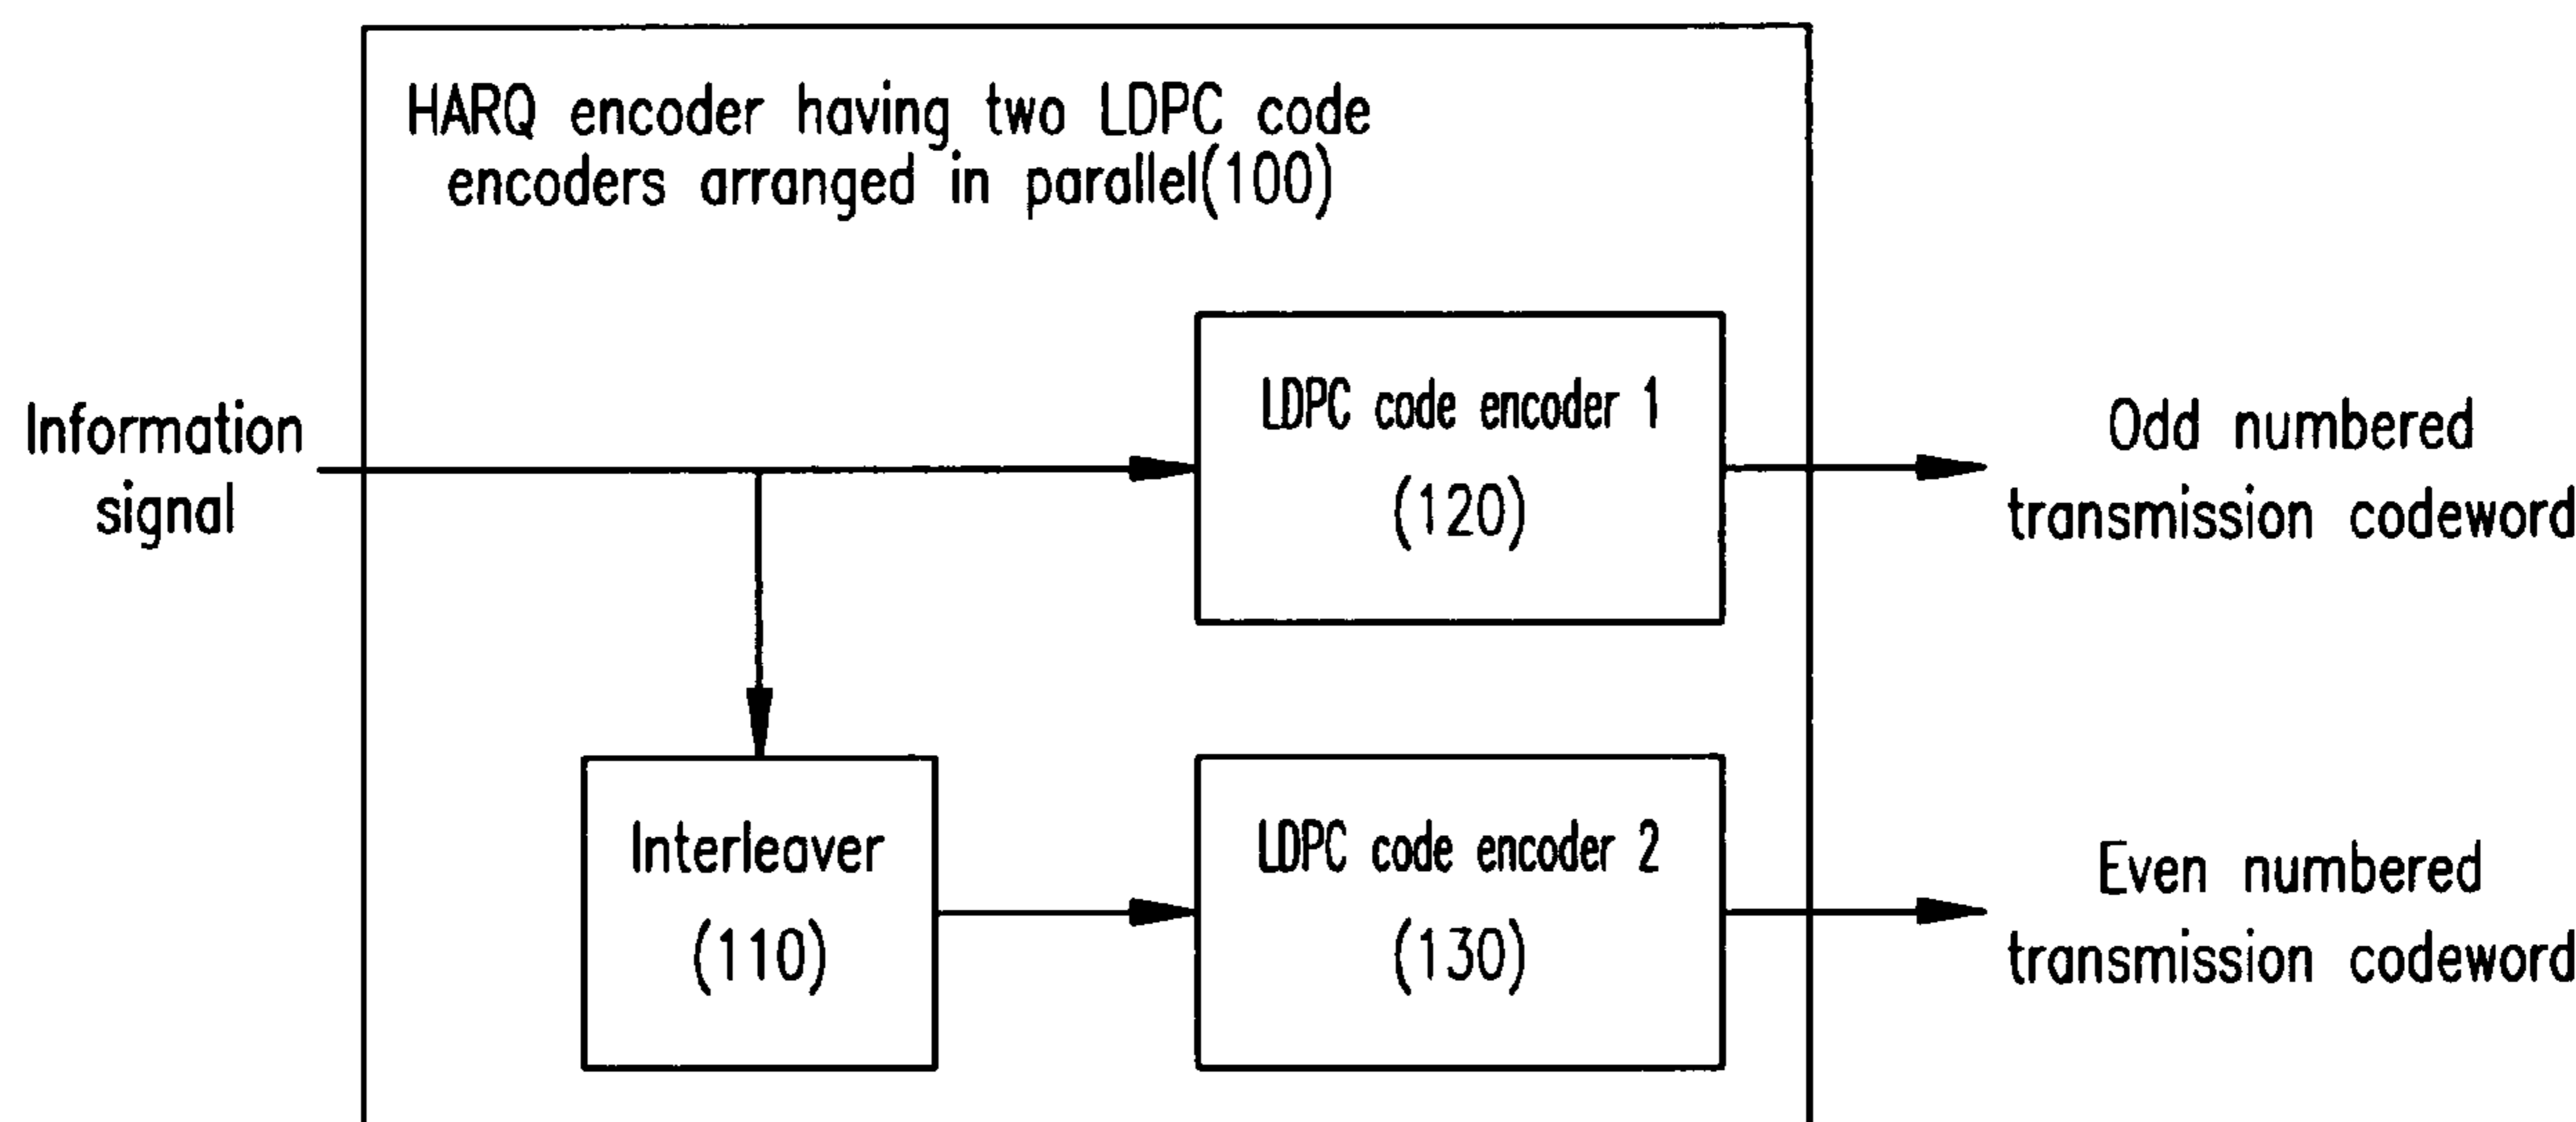 HARQ encoder having two LDPC code
encoders arranged in parallel(100)
Information
signal
LDPC code encoder 1
(120)
Odd numbered
transmission codeword
Interleaver
(110)
LDPC code encoder 2
(130)
Even numbered
transmission codeword